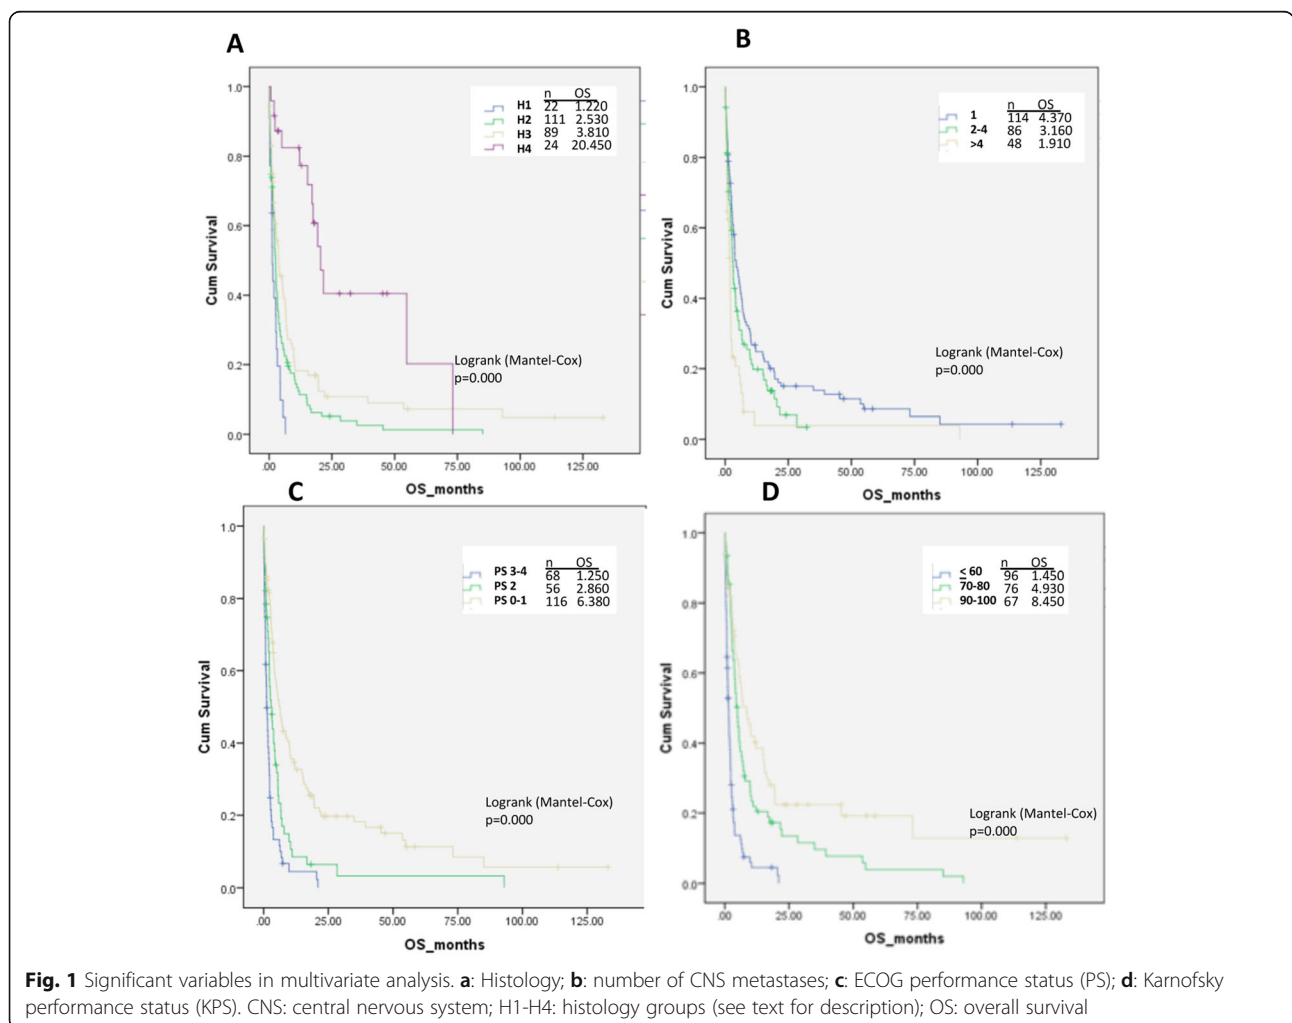 A
1.0
0.8
0.6
0.4
0.2
0.0
Cum Survival
n OS
H1 22 1.220
H2 111 2.530
H3 89 3.810
H4 24 20.450
Logrank (Mantel-Cox)
p=0.000
.00 25.00 50.00 75.00 100.00 125.00
OS_months
B
1.0
0.8
0.6
0.4
0.2
0.0
Cum Survival
n OS
1 114 4.370
2-4 86 3.160
>4 48 1.910
Logrank (Mantel-Cox)
p=0.000
.00 25.00 50.00 75.00 100.00 125.00
OS_months
C
1.0
0.8
0.6
0.4
0.2
0.0
Cum Survival
n OS
PS 3-4 68 1.250
PS 2 56 2.860
PS 0-1 116 6.380
Logrank (Mantel-Cox)
p=0.000
.00 25.00 50.00 75.00 100.00 125.00
OS_months
D
1.0
0.8
0.6
0.4
0.2
0.0
Cum Survival
n OS
≤ 60 96 1.450
70-80 76 4.930
90-100 67 8.450
Logrank (Mantel-Cox)
p=0.000
.00 25.00 50.00 75.00 100.00 125.00
OS_months
Fig. 1 Significant variables in multivariate analysis. a: Histology; b: number of CNS metastases; c: ECOG performance status (PS); d: Karnofsky
performance status (KPS). CNS: central nervous system; H1-H4: histology groups (see text for description); OS: overall survival